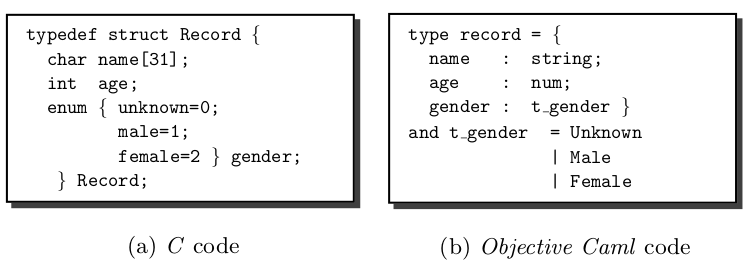 typedef struct Record {
char name[31];
int age;
enum { unknown=0;
male=1;
female=2 } gender;
} Record;
(a) C code
type record = {
name : string;
age : num;
gender : t_gender }
and t_gender = Unknown
| Male
| Female
(b) Objective Caml code